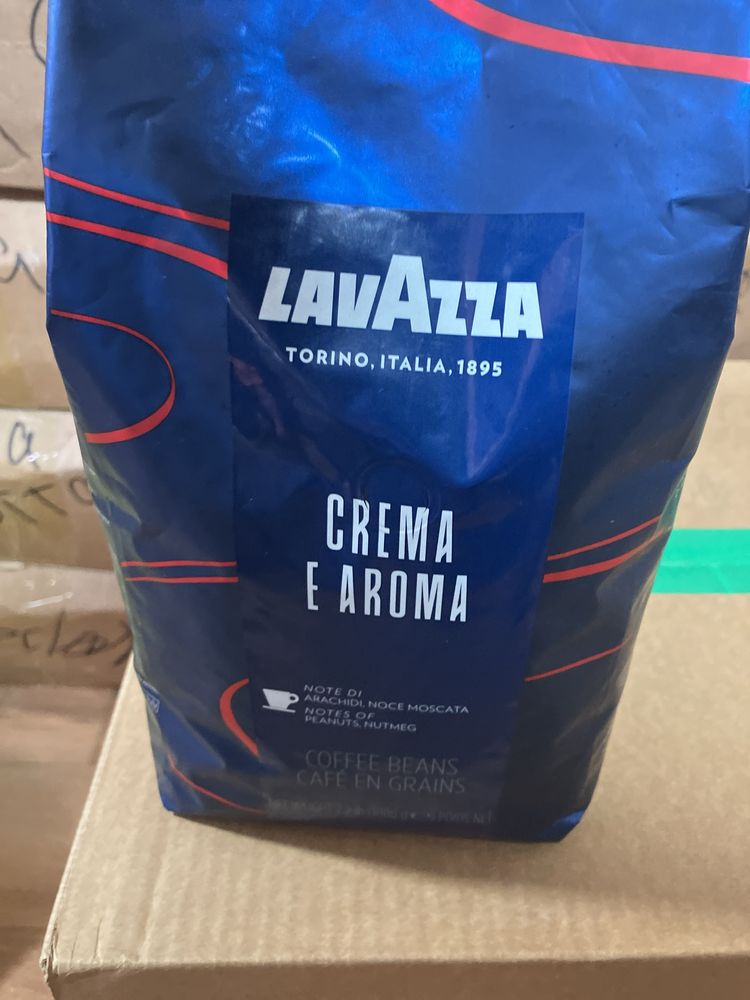 LAVAZZA
TORINO, ITALIA, 1895
CREMA
E AROMA
NOTE DI
ARACHIDI, NOCE MOSCATA
NOTES OF
PEANUTS, NUTMEG
COFFEE BEANS
CAFÉ EN GRAINS